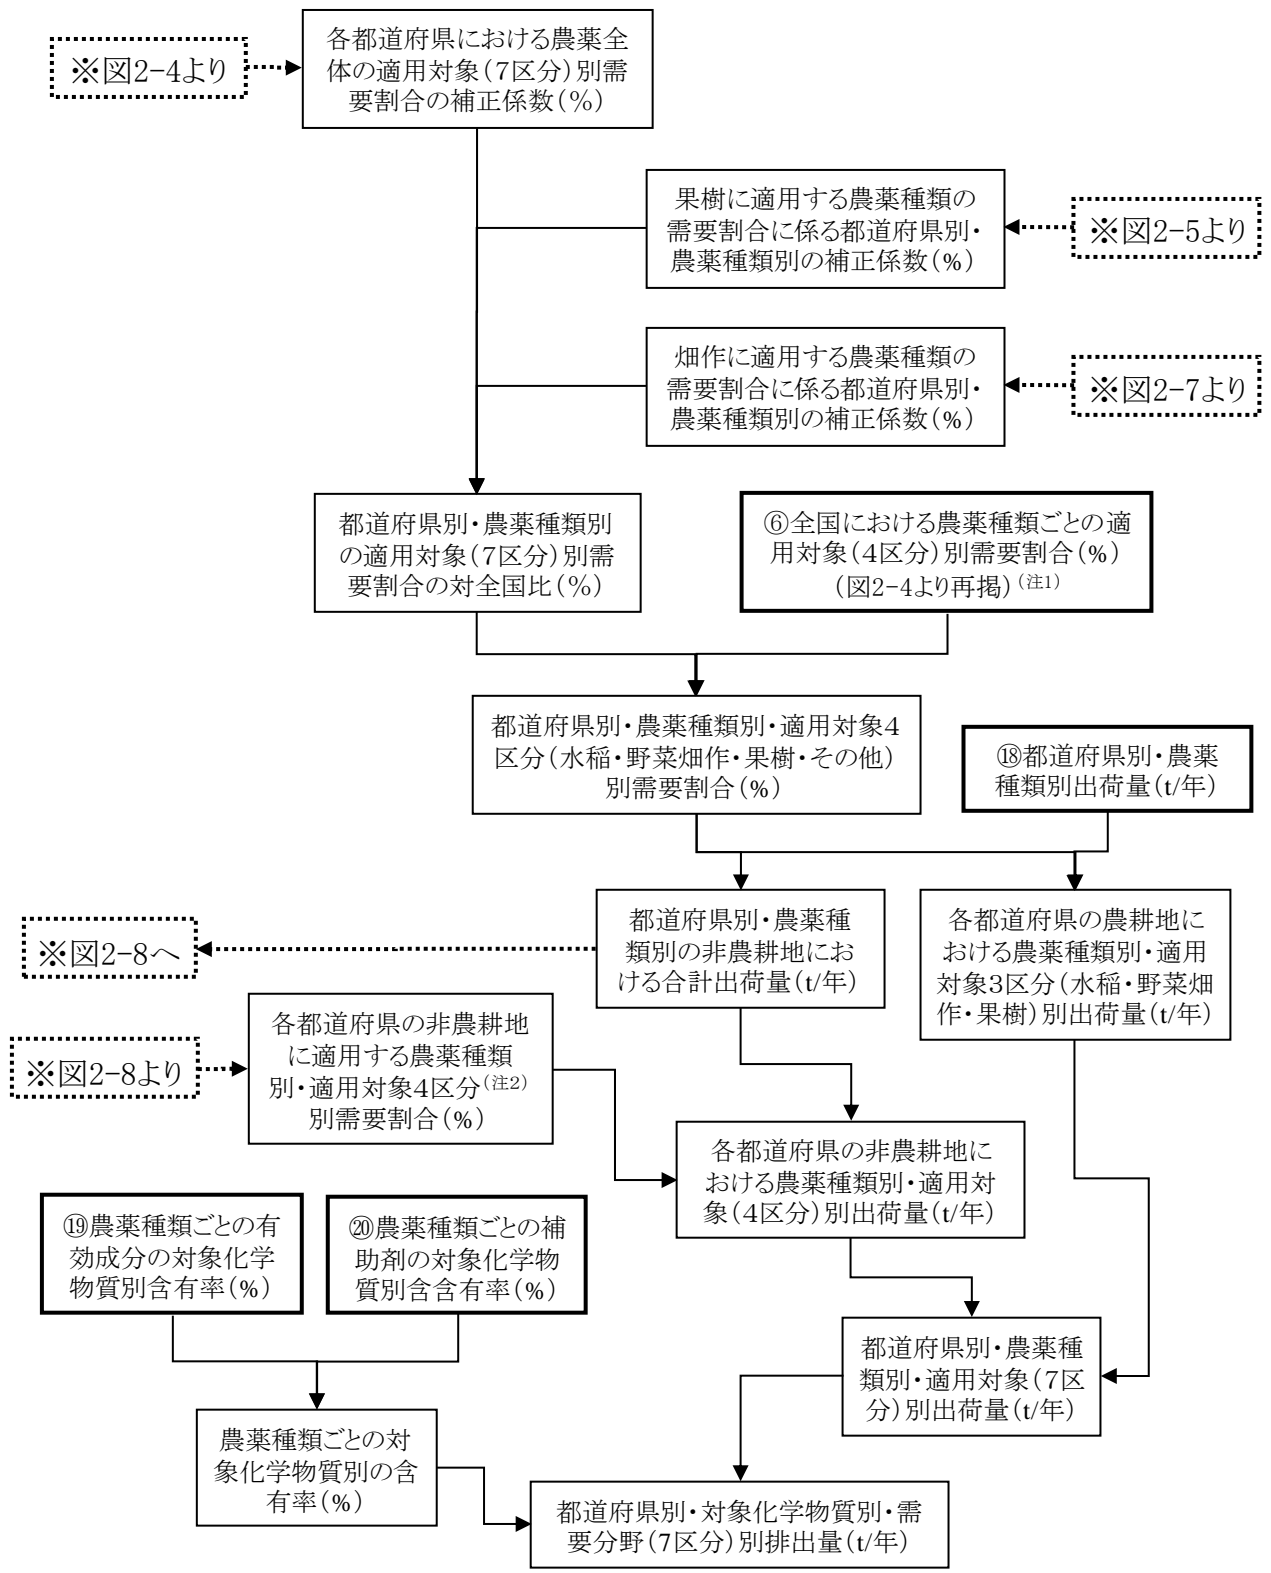 各都道府県における農薬全
体の適用対象(7区分)別需
要割合の補正係数(%)
※図2-4より
果樹に適用する農薬種類の
需要割合に係る都道府県別・
農薬種類別の補正係数(%)
※図2-5より
畑作に適用する農薬種類の
需要割合に係る都道府県別・
農薬種類別の補正係数(%)
※図2-7より
都道府県別・農薬種類別
の適用対象(7区分)別需
要割合の対全国比(%)
⑥全国における農薬種類ごとの適
用対象(4区分)別需要割合(%)
(図2-4より再掲)(注1)
都道府県別・農薬種類別・適用対象4
区分(水稲・野菜畑作・果樹・その他)
別需要割合(%)
⑱都道府県別・農薬
種類別出荷量(t/年)
都道府県別・農薬種
類別の非農耕地にお
ける合計出荷量(t/年)
各都道府県の農耕地に
おける農薬種類別・適用
対象3区分(水稲・野菜畑
作・果樹)別出荷量(t/年)
※図2-8へ
各都道府県の非農耕地
に適用する農薬種類
別・適用対象4区分(注2)
別需要割合(%)
※図2-8より
各都道府県の非農耕地に
おける農薬種類別・適用対
象(4区分)別出荷量(t/年)
⑲農薬種類ごとの有
効成分の対象化学
物質別含有率(%)
⑳農薬種類ごとの補
助剤の対象化学物
質別含含有率(%)
都道府県別・農薬種
類別・適用対象(7区
分)別出荷量(t/年)
農薬種類ごとの対
象化学物質別の含
有率(%)
都道府県別・対象化学物質別・需
要分野(7区分)別排出量(t/年)